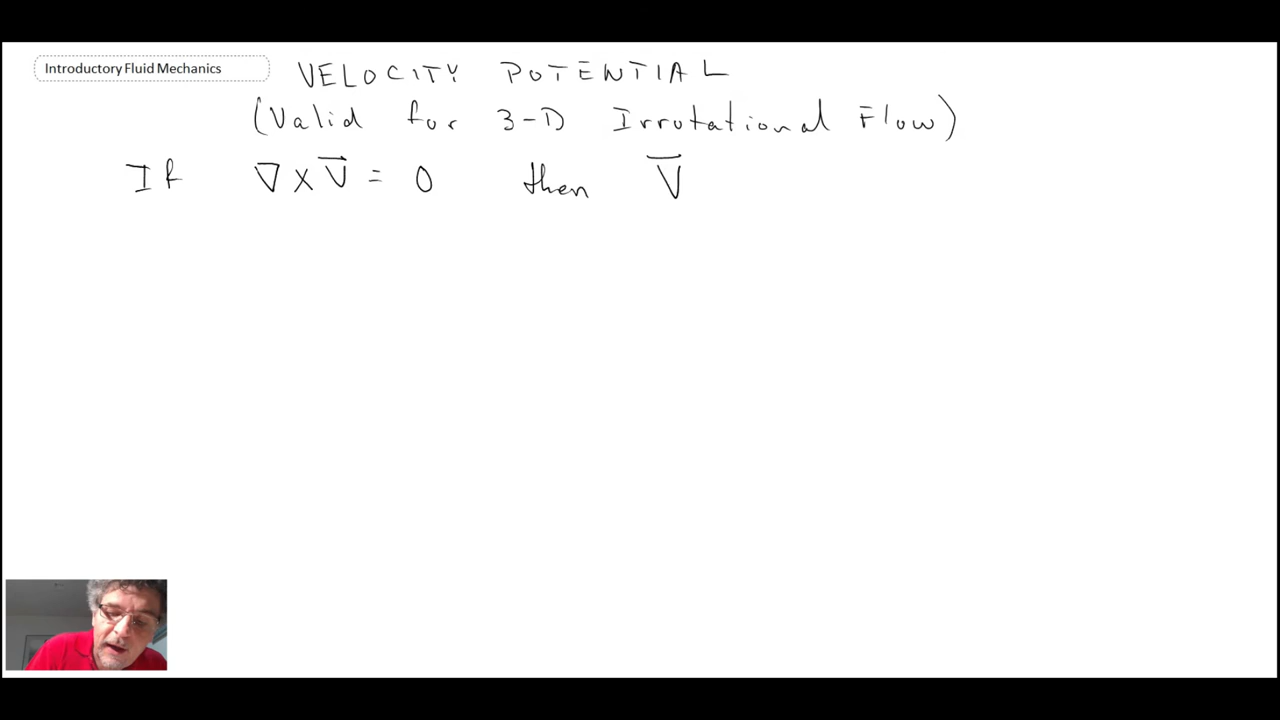 Introductory Fluid Mechanics
VELOCITY POTENTIAL
(Valid for 3-D Irrotational Flow)
If ∇ × V̅ = 0 then V̅